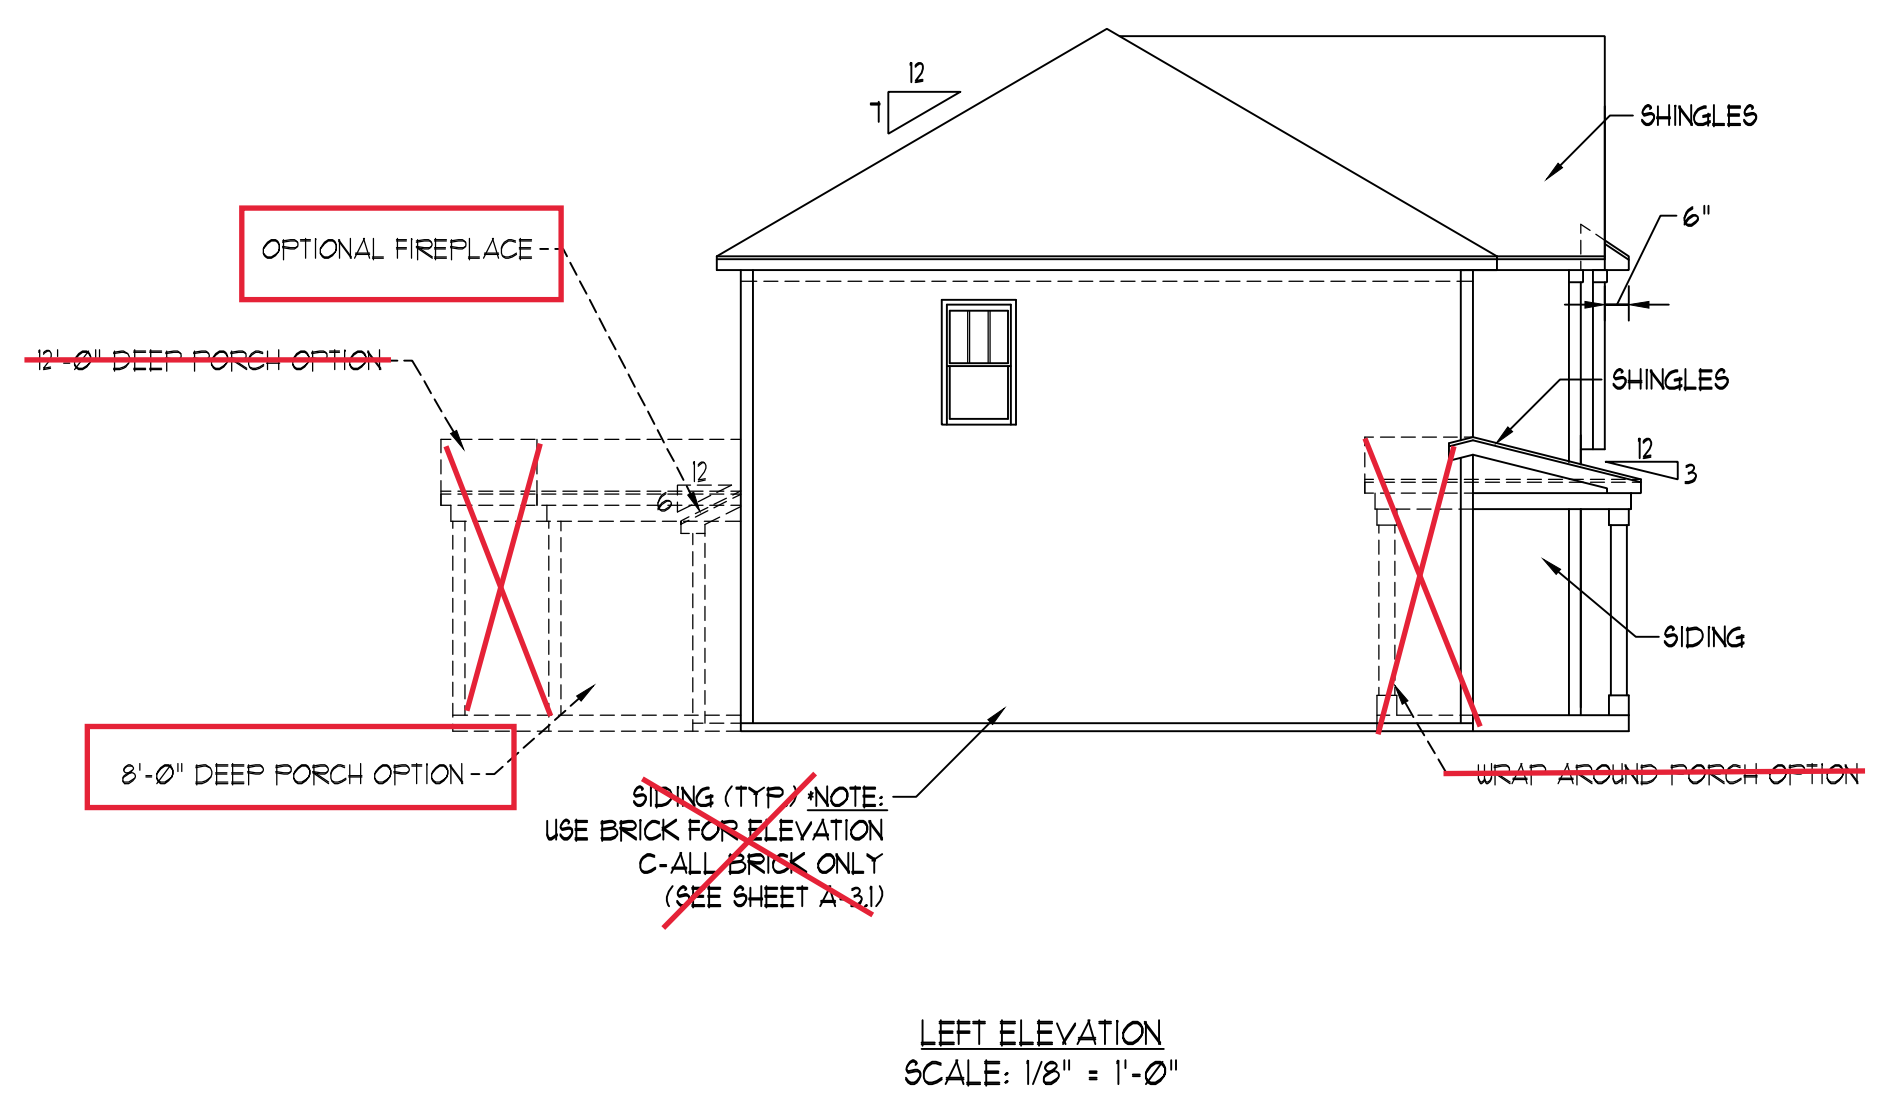 12
7
SHINGLES
6"
OPTIONAL FIREPLACE
12'-0" DEEP PORCH OPTION
SHINGLES
12
3
12
6
SIDING
8'-0" DEEP PORCH OPTION
WRAP AROUND PORCH OPTION
SIDING (TYP.) *NOTE:
USE BRICK FOR ELEVATION
C-ALL BRICK ONLY
(SEE SHEET A-3.1)
LEFT ELEVATION
SCALE: 1/8" = 1'-0"